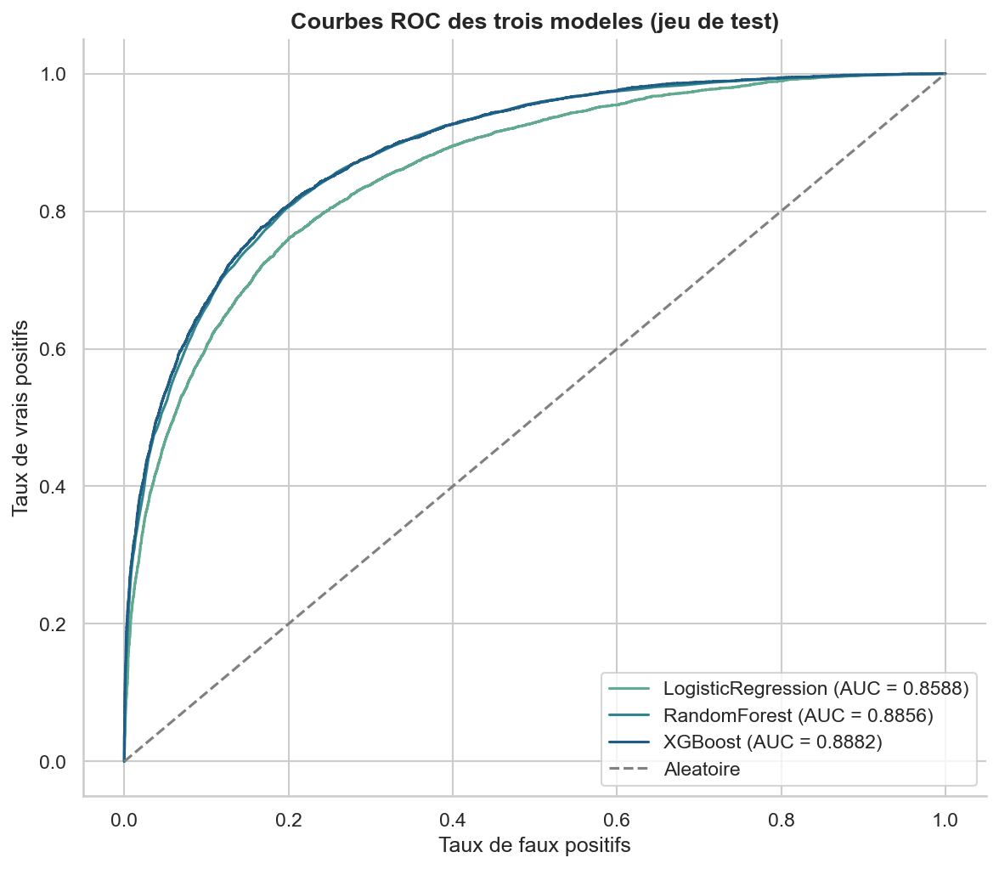 Courbes ROC des trois modeles (jeu de test)
Taux de vrais positifs
1.0
0.8
0.6
0.4
0.2
0.0
LogisticRegression (AUC = 0.8588)
RandomForest (AUC = 0.8856)
XGBoost (AUC = 0.8882)
Aleatoire
0.0 0.2 0.4 0.6 0.8 1.0
Taux de faux positifs